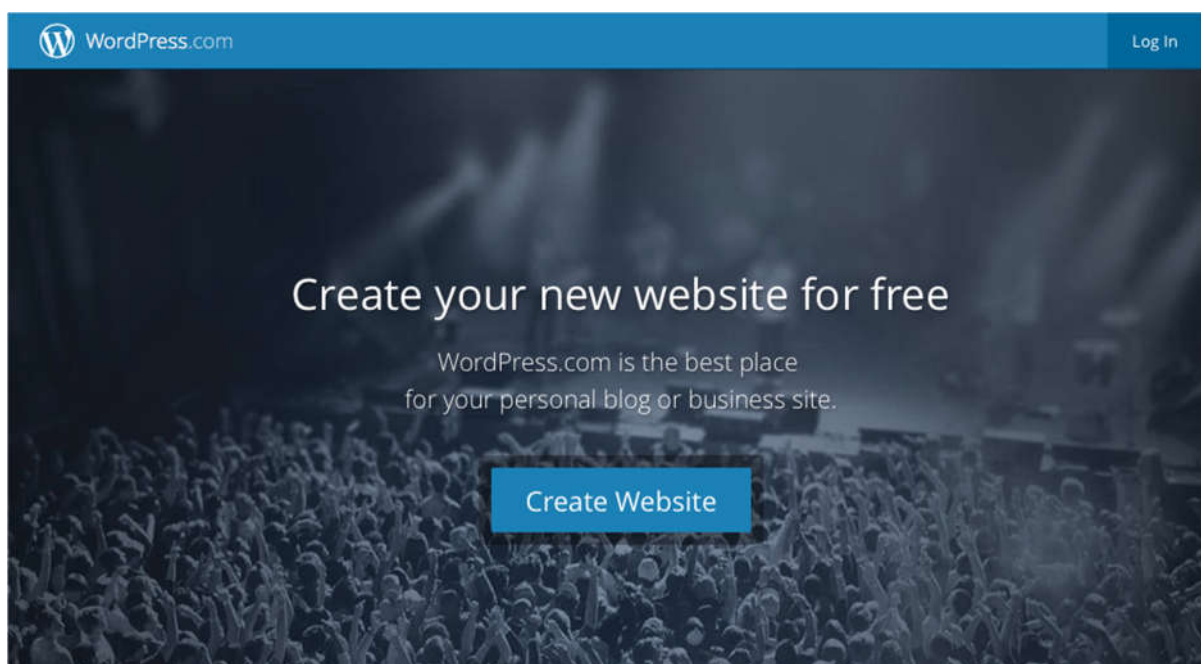 WordPress.com
Log In
Create your new website for free
WordPress.com is the best place
for your personal blog or business site.
Create Website